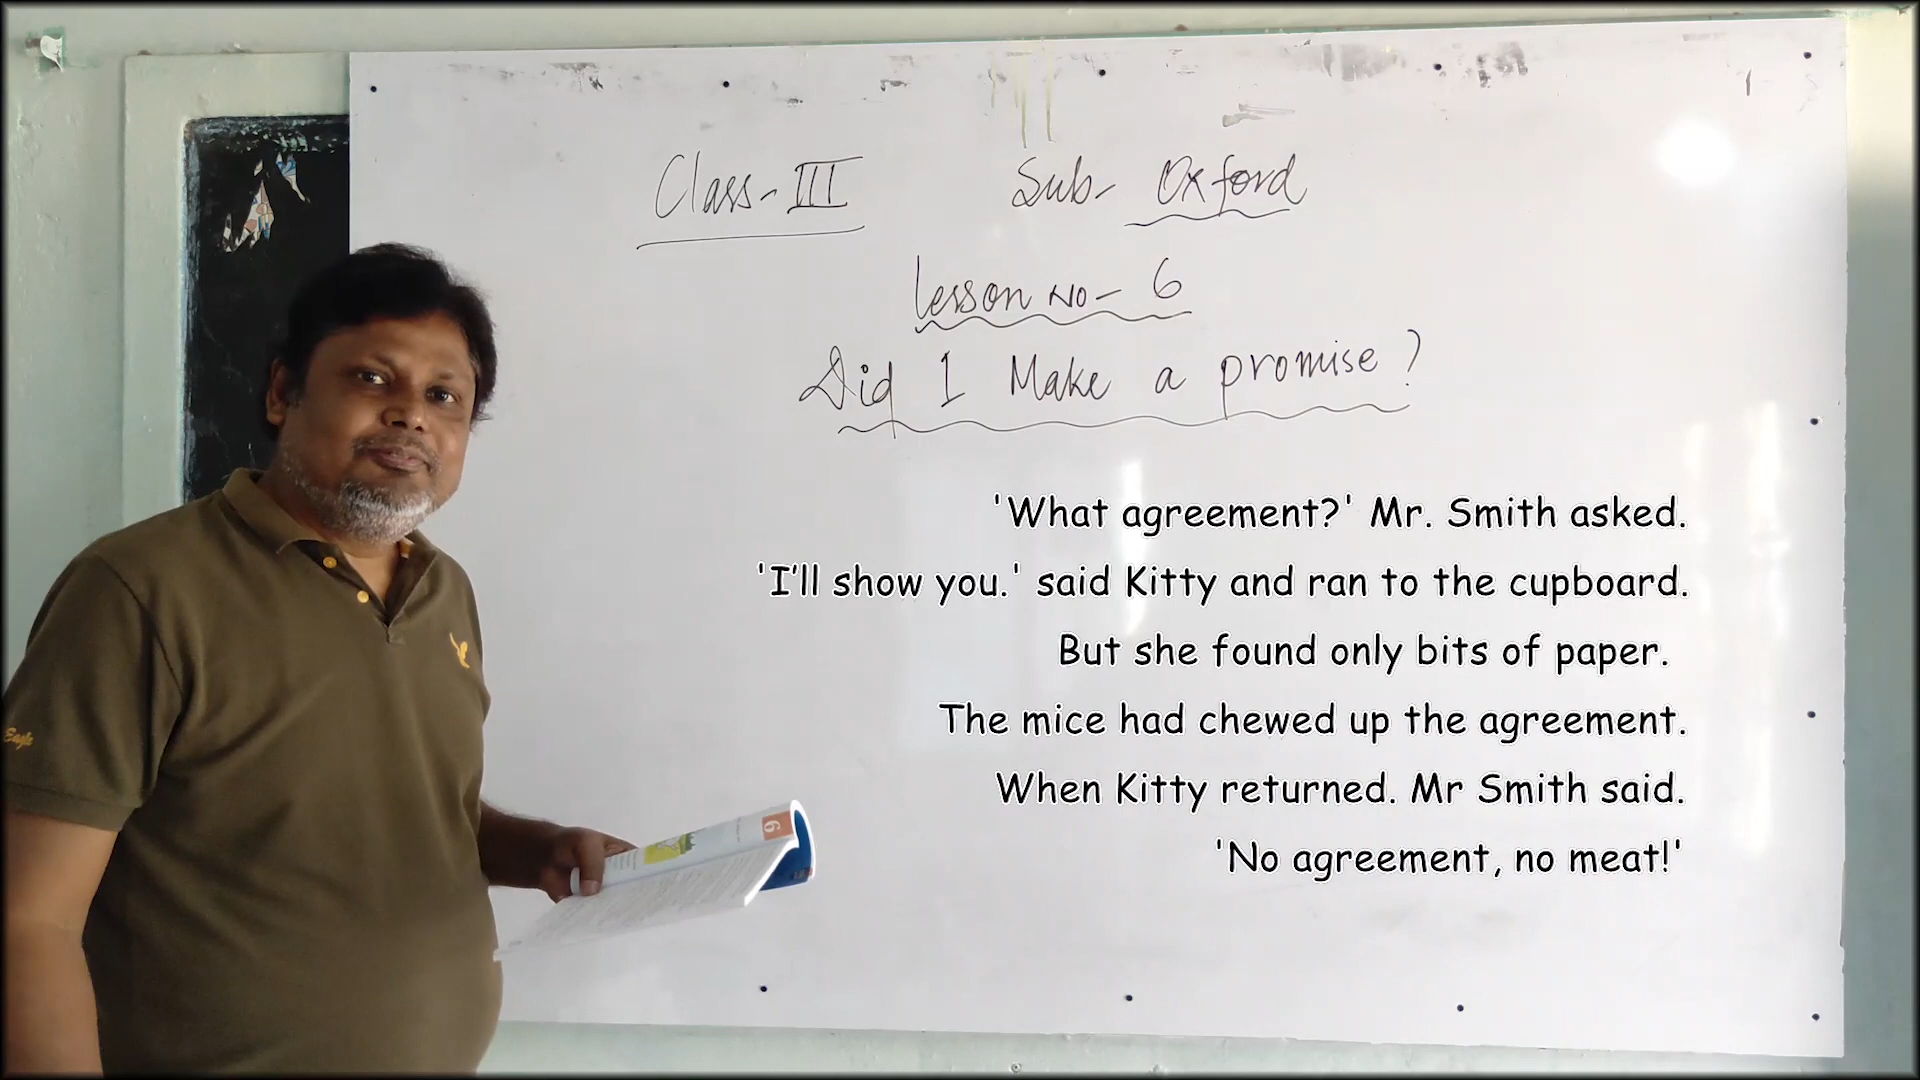 Class-III Sub- Oxford
Lesson No- 6
Did I Make a promise?
'What agreement?' Mr. Smith asked.
'I'll show you.' said Kitty and ran to the cupboard.
But she found only bits of paper.
The mice had chewed up the agreement.
When Kitty returned. Mr Smith said.
'No agreement, no meat!'
Eagle
6